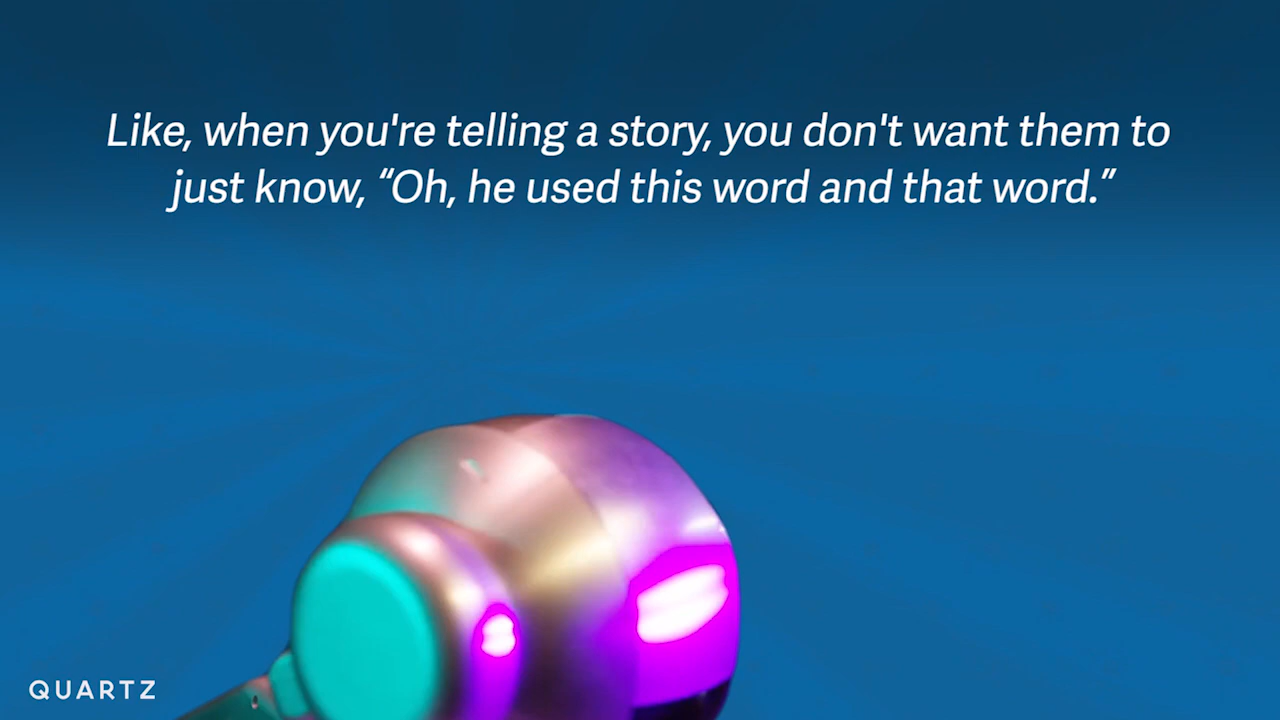 Like, when you're telling a story, you don't want them to
just know, “Oh, he used this word and that word.”
QUARTZ